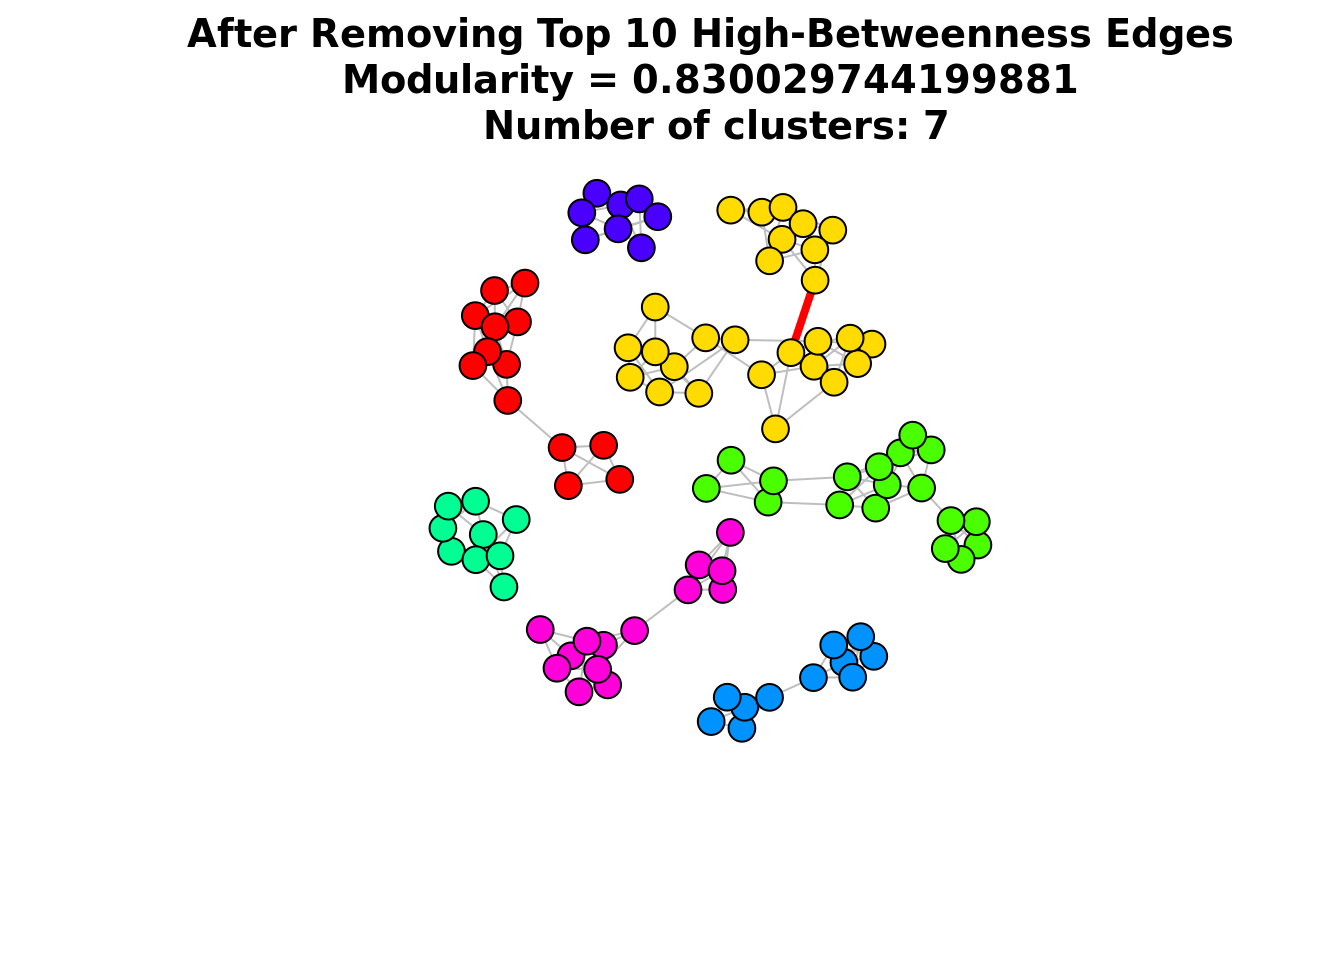 After Removing Top 10 High-Betweenness Edges
Modularity = 0.830029744199881
Number of clusters: 7